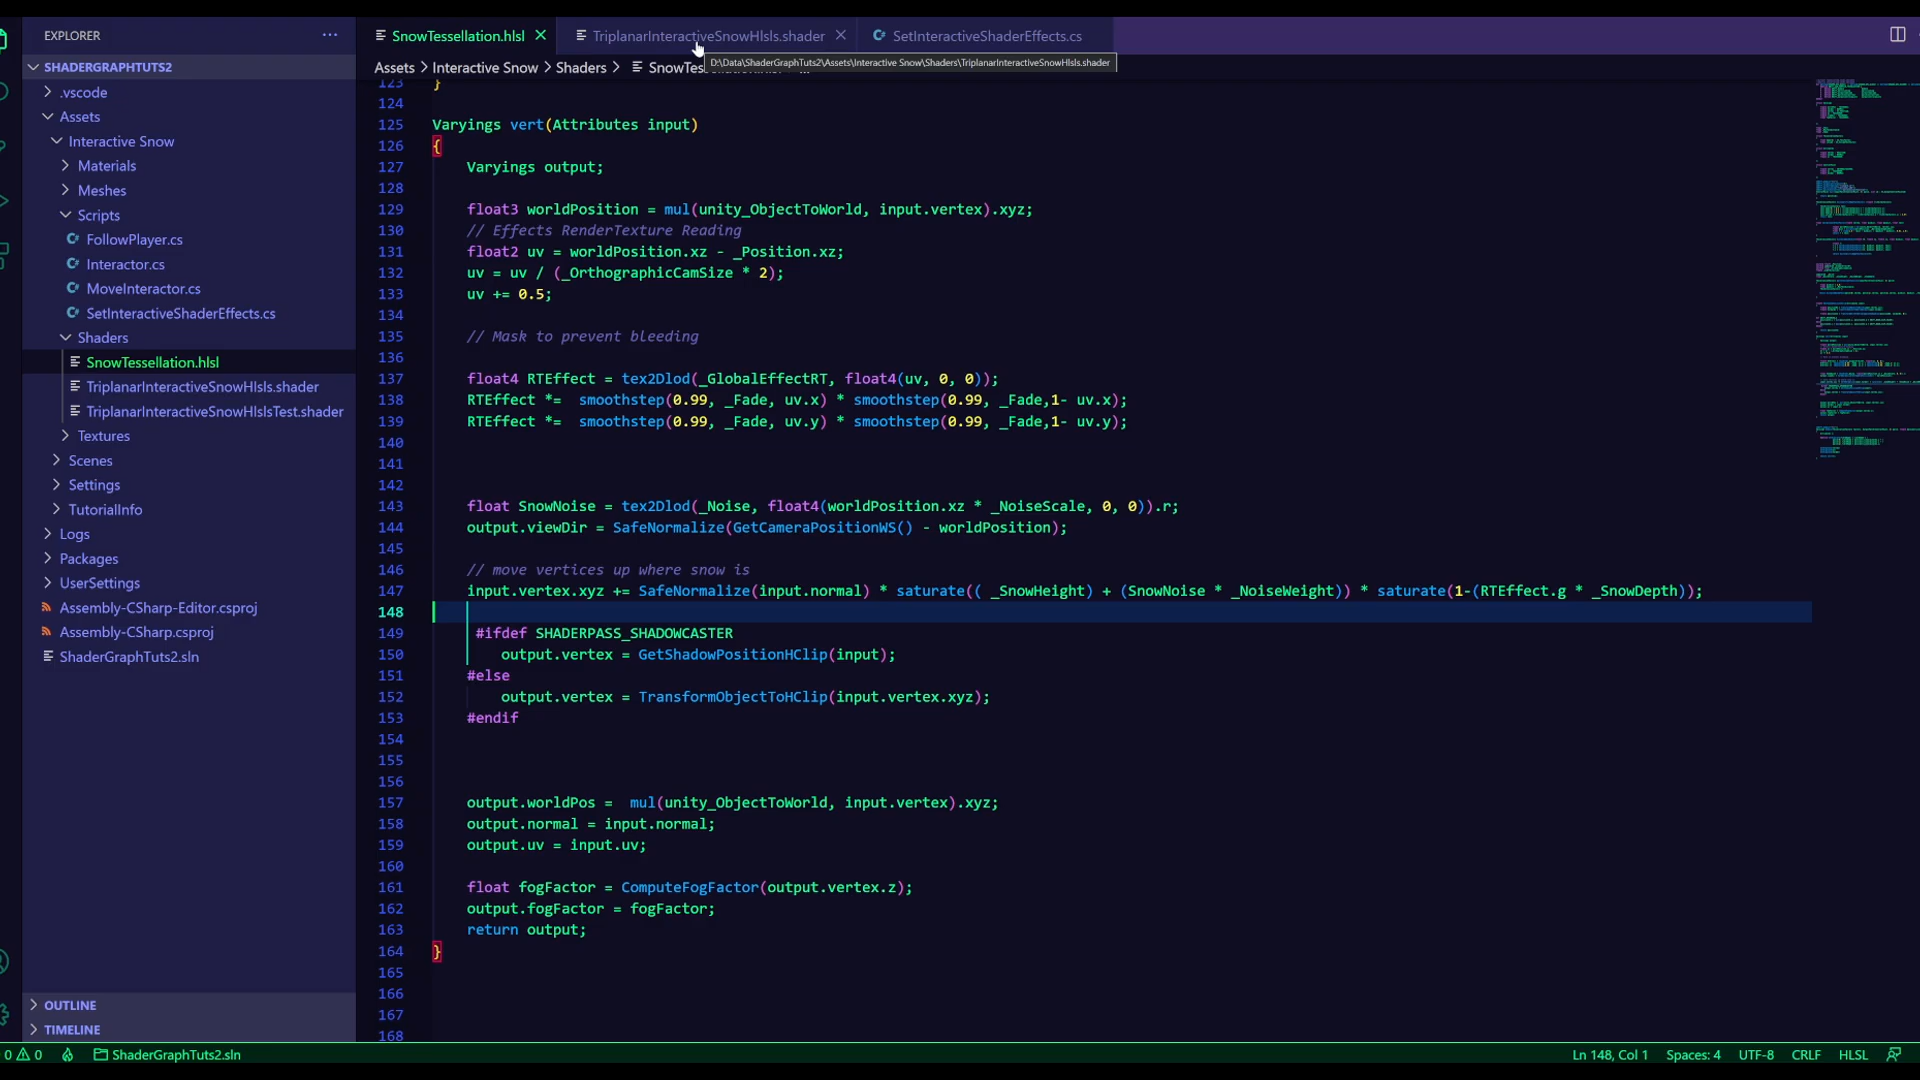 EXPLORER
SHADERGRAPHTUTS2
.vscode
Assets
Interactive Snow
Materials
Meshes
Scripts
FollowPlayer.cs
Interactor.cs
MoveInteractor.cs
SetInteractiveShaderEffects.cs
Shaders
SnowTessellation.hlsl
TriplanarInteractiveSnowHlsls.shader
TriplanarInteractiveSnowHlslsTest.shader
Textures
Scenes
Settings
TutorialInfo
Logs
Packages
UserSettings
Assembly-CSharp-Editor.csproj
Assembly-CSharp.csproj
ShaderGraphTuts2.sln
OUTLINE
TIMELINE
SnowTessellation.hlsl TriplanarInteractiveSnowHlsls.shader SetInteractiveShaderEffects.cs
Assets > Interactive Snow > Shaders >
D:\Data\ShaderGraphTuts2\Assets\Interactive Snow\Shaders\TriplanarInteractiveSnowHlsls.shader
123 }
124
125 Varyings vert(Attributes input)
126 {
127 Varyings output;
128
129 float3 worldPosition = mul(unity_ObjectToWorld, input.vertex).xyz;
130 // Effects RenderTexture Reading
131 float2 uv = worldPosition.xz - _Position.xz;
132 uv = uv / (_OrthographicCamSize * 2);
133 uv += 0.5;
134
135 // Mask to prevent bleeding
136
137 float4 RTEffect = tex2Dlod(_GlobalEffectRT, float4(uv, 0, 0));
138 RTEffect *=  smoothstep(0.99, _Fade, uv.x) * smoothstep(0.99, _Fade,1- uv.x);
139 RTEffect *=  smoothstep(0.99, _Fade, uv.y) * smoothstep(0.99, _Fade,1- uv.y);
140
141
142
143 float SnowNoise = tex2Dlod(_Noise, float4(worldPosition.xz * _NoiseScale, 0, 0)).r;
144 output.viewDir = SafeNormalize(GetCameraPositionWS() - worldPosition);
145
146 // move vertices up where snow is
147 input.vertex.xyz += SafeNormalize(input.normal) * saturate(( _SnowHeight) + (SnowNoise * _NoiseWeight)) * saturate(1-(RTEffect.g * _SnowDepth));
148
149 #ifdef SHADERPASS_SHADOWCASTER
150 output.vertex = GetShadowPositionHClip(input);
151 #else
152 output.vertex = TransformObjectToHClip(input.vertex.xyz);
153 #endif
154
155
156
157 output.worldPos =  mul(unity_ObjectToWorld, input.vertex).xyz;
158 output.normal = input.normal;
159 output.uv = input.uv;
160
161 float fogFactor = ComputeFogFactor(output.vertex.z);
162 output.fogFactor = fogFactor;
163 return output;
164 }
165
166
167
168
0 0 ShaderGraphTuts2.sln Ln 148, Col 1 Spaces: 4 UTF-8 CRLF HLSL